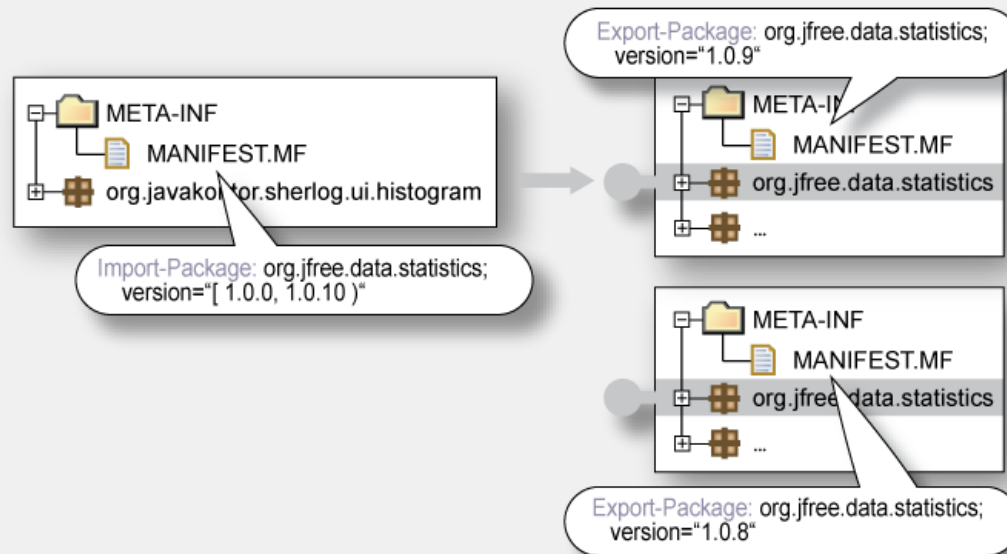 META-INF
MANIFEST.MF
org.javakontor.sherlog.ui.histogram
Import-Package: org.jfree.data.statistics;
version=“[ 1.0.0, 1.0.10 )“
Export-Package: org.jfree.data.statistics;
version=“1.0.9“
META-INF
MANIFEST.MF
org.jfree.data.statistics
...
META-INF
MANIFEST.MF
org.jfree.data.statistics
...
Export-Package: org.jfree.data.statistics;
version=“1.0.8“